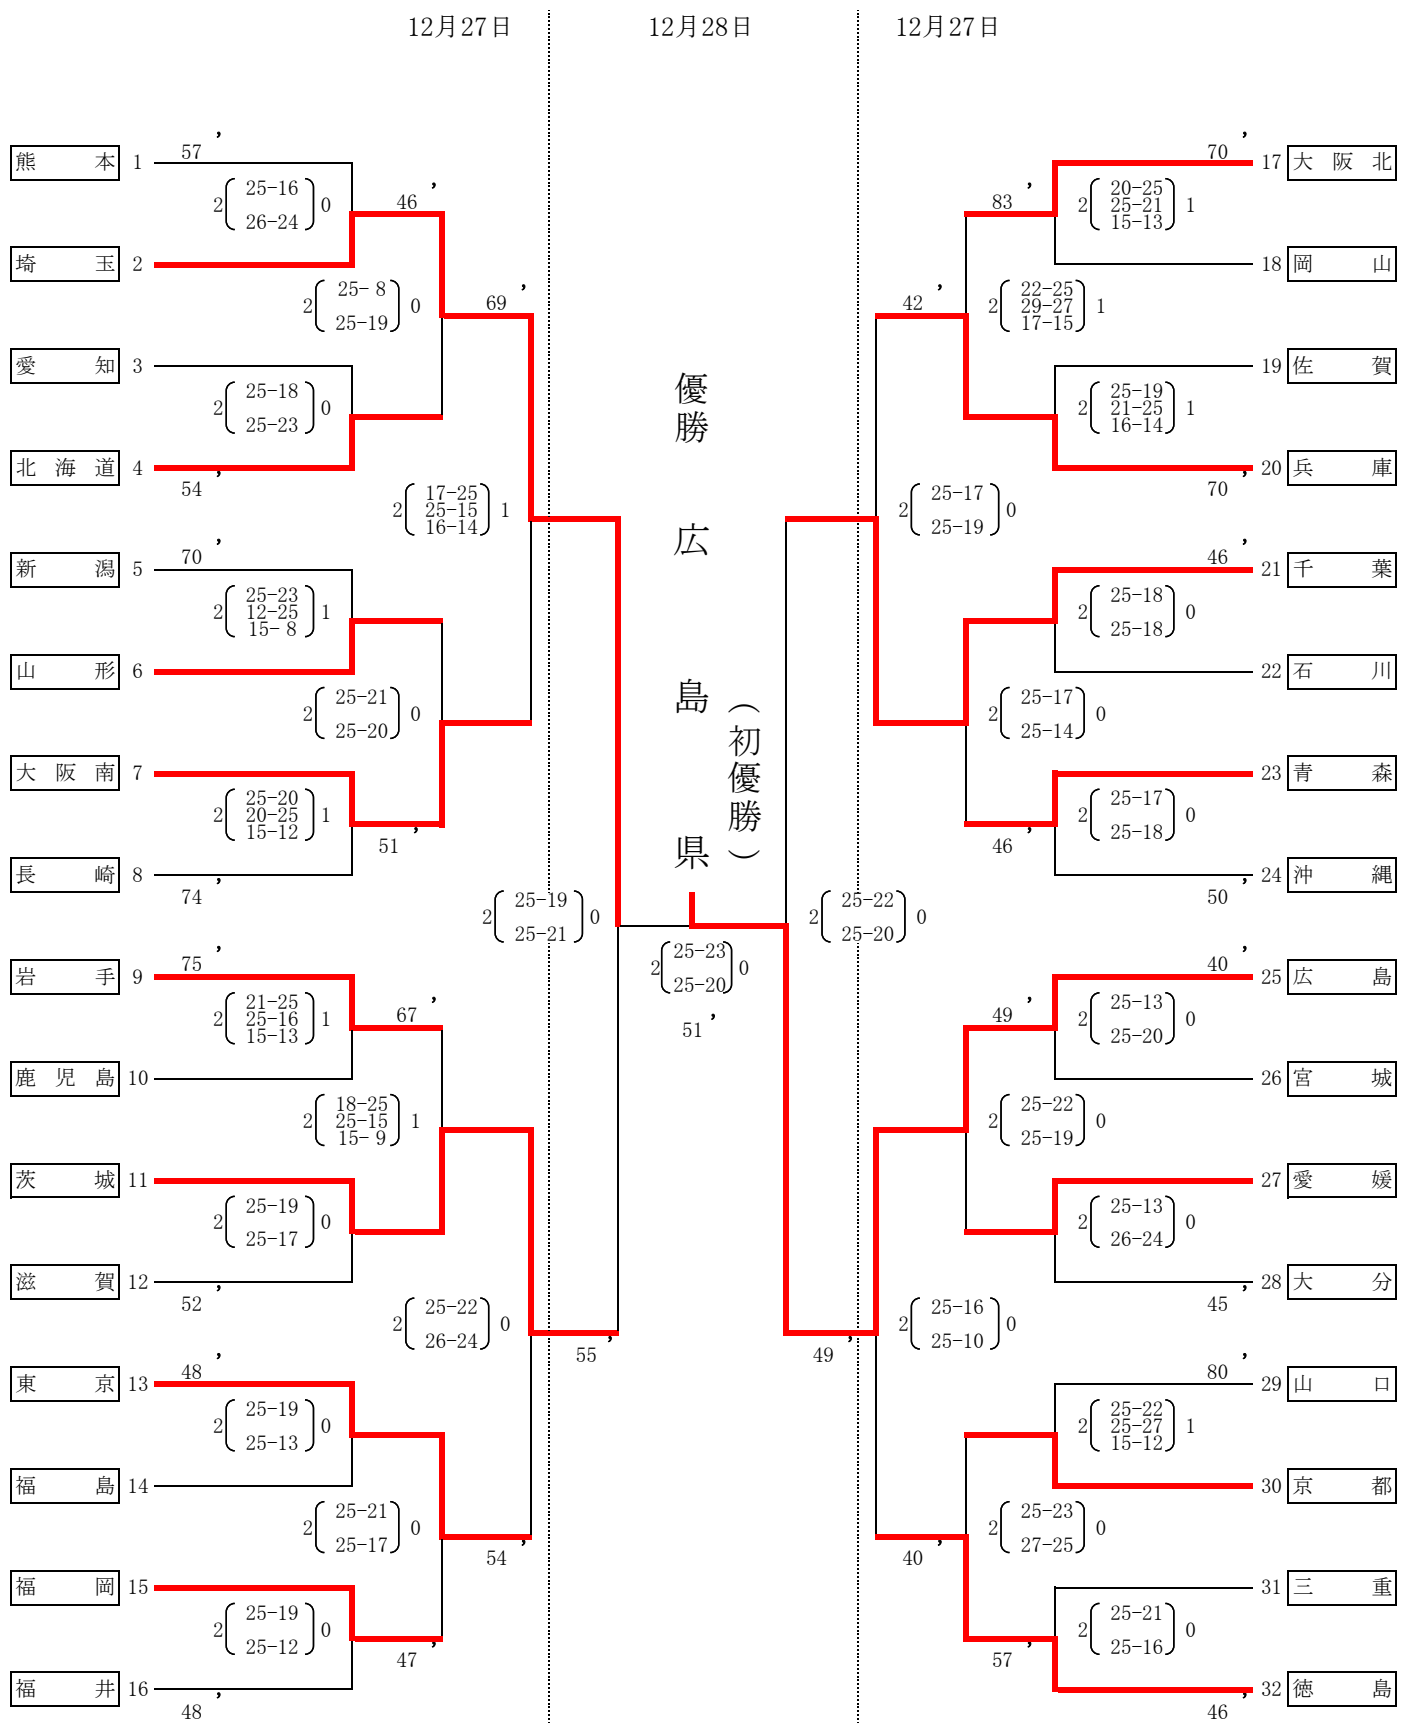 12月27日 12月28日 12月27日
57 ’ 70 ’
熊本 1 17 大阪北
2 25-16 26-24 0
46 ’
83 ’
2 20-25 25-21 15-13 1
埼玉 2 18 岡山
2 25- 8 25-19 0
69 ’
42 ’
2 22-25 29-27 17-15 1
愛知 3 19 佐賀
2 25-18 25-23 0
2 25-19 21-25 16-14 1
北海道 4 20 兵庫
54 ’ 70 ’
2 17-25 25-15 16-14 1
2 25-17 25-19 0
70 ’ 46 ’
新潟 5 21 千葉
2 25-23 12-25 15- 8 1
2 25-18 25-18 0
山形 6 22 石川
2 25-21 25-20 0
2 25-17 25-14 0
大阪南 7 23 青森
2 25-20 20-25 15-12 1
2 25-17 25-18 0
51 ’
46 ’
長崎 8 24 沖縄
74 ’ 50 ’
優勝 広島県
(初優勝)
2 25-19 25-21 0
2 25-22 25-20 0
2 25-23 25-20 0
51 ’
75 ’ 40 ’
岩手 9 25 広島
2 21-25 25-16 15-13 1
67 ’
49 ’
2 25-13 25-20 0
鹿児島 10 26 宮城
2 18-25 25-15 15- 9 1
2 25-22 25-19 0
茨城 11 27 愛媛
2 25-19 25-17 0
2 25-13 26-24 0
滋賀 12 28 大分
52 ’ 45 ’
2 25-22 26-24 0
55 ’
49 ’
2 25-16 25-10 0
48 ’ 80 ’
東京 13 29 山口
2 25-19 25-13 0
2 25-22 25-27 15-12 1
福島 14 30 京都
2 25-21 25-17 0
54 ’
40 ’
2 25-23 27-25 0
福岡 15 31 三重
2 25-19 25-12 0
47 ’
57 ’
2 25-21 25-16 0
福井 16 32 徳島
48 ’ 46 ’